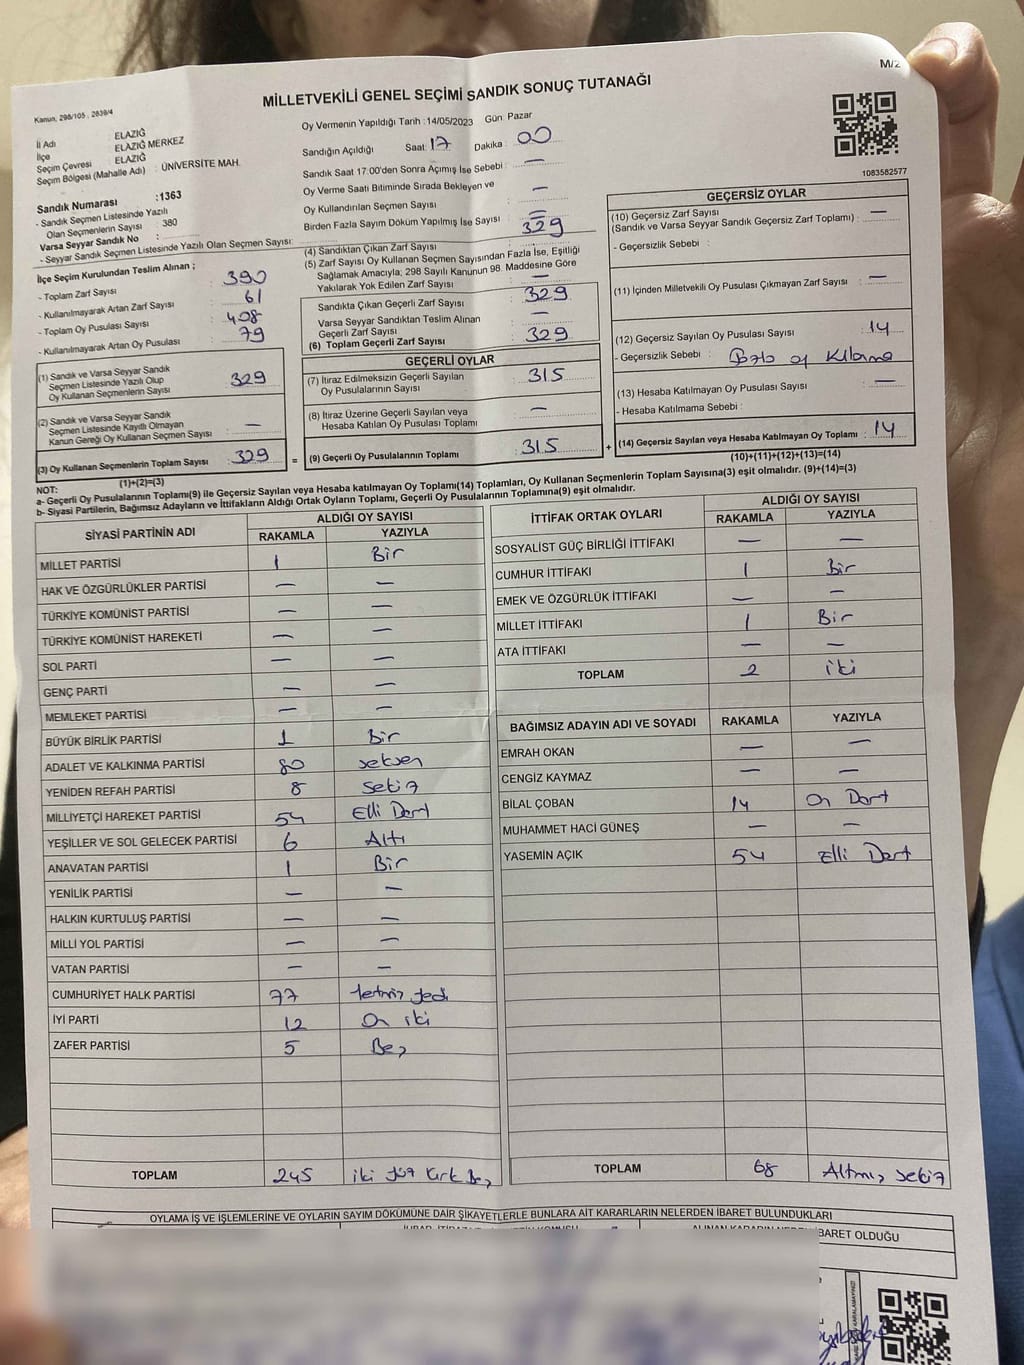 M/2
Kanun, 298/105 . 2839/4
MİLLETVEKİLİ GENEL SEÇİMİ SANDIK SONUÇ TUTANAĞI
İl Adı : ELAZIĞ
İlçe : ELAZIĞ MERKEZ
Seçim Çevresi : ELAZIĞ
Seçim Bölgesi (Mahalle Adı) : ÜNİVERSİTE MAH.
Sandık Numarası :1363
- Sandık Seçmen Listesinde Yazılı
Olan Seçmenlerin Sayısı : 380
Varsa Seyyar Sandık No :
- Seyyar Sandık Seçmen Listesinde Yazılı Olan Seçmen Sayısı:
İlçe Seçim Kurulundan Teslim Alınan ;
- Toplam Zarf Sayısı : 390
- Kullanılmayarak Artan Zarf Sayısı : 61
- Toplam Oy Pusulası Sayısı : 408
- Kullanılmayarak Artan Oy Pusulası : 79
(1) Sandık ve Varsa Seyyar Sandık
Seçmen Listesinde Yazılı Olup
Oy Kullanan Seçmenlerin Sayısı : 329
(2) Sandık ve Varsa Seyyar Sandık
Seçmen Listesinde Kayıtlı Olmayan
Kanun Gereği Oy Kullanan Seçmen Sayısı : —
(3) Oy Kullanan Seçmenlerin Toplam Sayısı : 329
(1)+(2)=(3)
Oy Vermenin Yapıldığı Tarih :14/05/2023 Gün: Pazar
Sandığın Açıldığı Saat: 17 Dakika : 00
Sandık Saat 17.00'den Sonra Açımış İse Sebebi : —
Oy Verme Saati Bitiminde Sırada Bekleyen ve
Oy Kullandırılan Seçmen Sayısı : —
Birden Fazla Sayım Döküm Yapılmış İse Sayısı : —
(4) Sandıktan Çıkan Zarf Sayısı : 329
(5) Zarf Sayısı Oy Kullanan Seçmen Sayısından Fazla İse, Eşitliği
Sağlamak Amacıyla; 298 Sayılı Kanunun 98. Maddesine Göre
Yakılarak Yok Edilen Zarf Sayısı : —
Sandıkta Çıkan Geçerli Zarf Sayısı : 329
Varsa Seyyar Sandıktan Teslim Alınan
Geçerli Zarf Sayısı : —
(6) Toplam Geçerli Zarf Sayısı : 329
GEÇERLİ OYLAR
(7) İtiraz Edilmeksizin Geçerli Sayılan
Oy Pusulalarının Sayısı : 315
(8) İtiraz Üzerine Geçerli Sayılan veya
Hesaba Katılan Oy Pusulası Toplamı : —
= (9) Geçerli Oy Pusulalarının Toplamı : 315 +
1083582577
GEÇERSİZ OYLAR
(10) Geçersiz Zarf Sayısı
(Sandık ve Varsa Seyyar Sandık Geçersiz Zarf Toplamı) : —
- Geçersizlik Sebebi :
(11) İçinden Milletvekili Oy Pusulası Çıkmayan Zarf Sayısı : —
(12) Geçersiz Sayılan Oy Pusulası Sayısı : 14
- Geçersizlik Sebebi :
(13) Hesaba Katılmayan Oy Pusulası Sayısı : —
- Hesaba Katılmama Sebebi :
(14) Geçersiz Sayılan veya Hesaba Katılmayan Oy Toplamı : 14
(10)+(11)+(12)+(13)=(14)
NOT:
a- Geçerli Oy Pusulalarının Toplamı(9) ile Geçersiz Sayılan veya Hesaba katılmayan Oy Toplamı(14) Toplamları, Oy Kullanan Seçmenlerin Toplam Sayısına(3) eşit olmalıdır. (9)+(14)=(3)
b- Siyasi Partilerin, Bağımsız Adayların ve İttifakların Aldığı Ortak Oyların Toplamı, Geçerli Oy Pusulalarının Toplamına(9) eşit olmalıdır.
SİYASİ PARTİNİN ADI ALDIĞI OY SAYISI
RAKAMLA YAZIYLA
MİLLET PARTİSİ 1 Bir
HAK VE ÖZGÜRLÜKLER PARTİSİ — —
TÜRKİYE KOMÜNİST PARTİSİ — —
TÜRKİYE KOMÜNİST HAREKETİ — —
SOL PARTİ — —
GENÇ PARTİ — —
MEMLEKET PARTİSİ — —
BÜYÜK BİRLİK PARTİSİ 1 Bir
ADALET VE KALKINMA PARTİSİ 80 seksen
YENİDEN REFAH PARTİSİ 8 sekiz
MİLLİYETÇİ HAREKET PARTİSİ 54 Elli Dört
YEŞİLLER VE SOL GELECEK PARTİSİ 6 Altı
ANAVATAN PARTİSİ 1 Bir
YENİLİK PARTİSİ — —
HALKIN KURTULUŞ PARTİSİ — —
MİLLİ YOL PARTİSİ — —
VATAN PARTİSİ — —
CUMHURİYET HALK PARTİSİ 77 Yetmiş Yedi
İYİ PARTİ 12 On iki
ZAFER PARTİSİ 5 Beş
TOPLAM 245 iki yüz kırk Beş
İTTİFAK ORTAK OYLARI ALDIĞI OY SAYISI
RAKAMLA YAZIYLA
SOSYALİST GÜÇ BİRLİĞİ İTTİFAKI — —
CUMHUR İTTİFAKI 1 Bir
EMEK VE ÖZGÜRLÜK İTTİFAKI — —
MİLLET İTTİFAKI 1 Bir
ATA İTTİFAKI — —
TOPLAM 2 iki
BAĞIMSIZ ADAYIN ADI VE SOYADI RAKAMLA YAZIYLA
EMRAH OKAN — —
CENGİZ KAYMAZ — —
BİLAL ÇOBAN 14 On Dört
MUHAMMET HACİ GÜNEŞ — —
YASEMİN AÇIK 54 Elli Dört
TOPLAM 68 Altmış sekiz
OYLAMA İŞ VE İŞLEMLERİNE VE OYLARIN SAYIM DÖKÜMÜNE DAİR ŞİKAYETLERLE BUNLARA AİT KARARLARIN NELERDEN İBARET BULUNDUKLARI
İBARET OLDUĞU